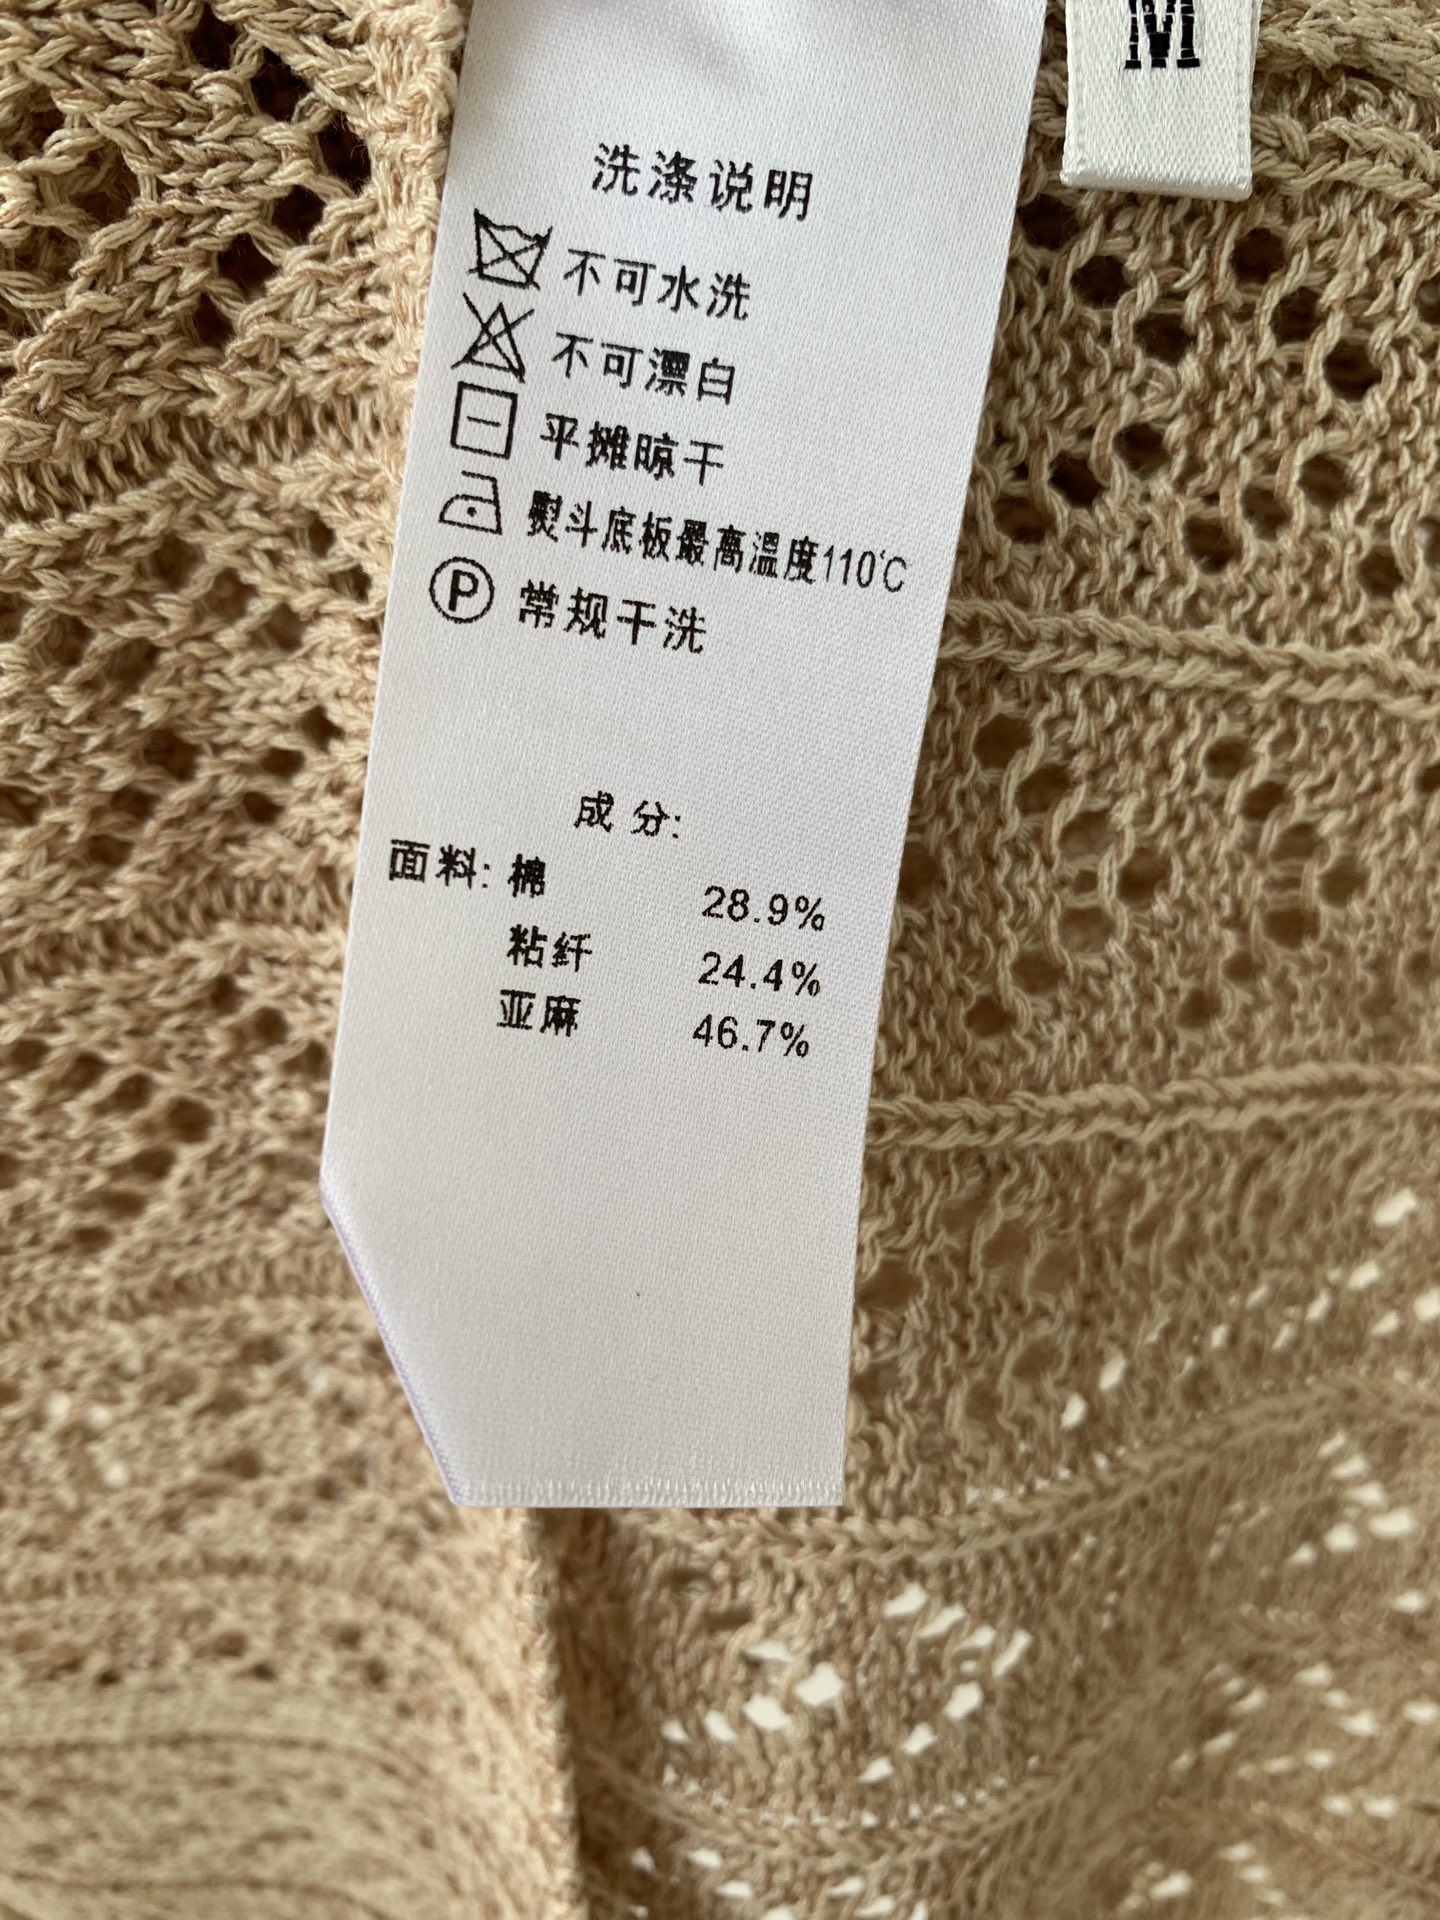 M
洗涤说明
不可水洗
不可漂白
平摊晾干
熨斗底板最高温度110℃
P 常规干洗
成 分:
面料: 棉 28.9%
粘纤 24.4%
亚麻 46.7%